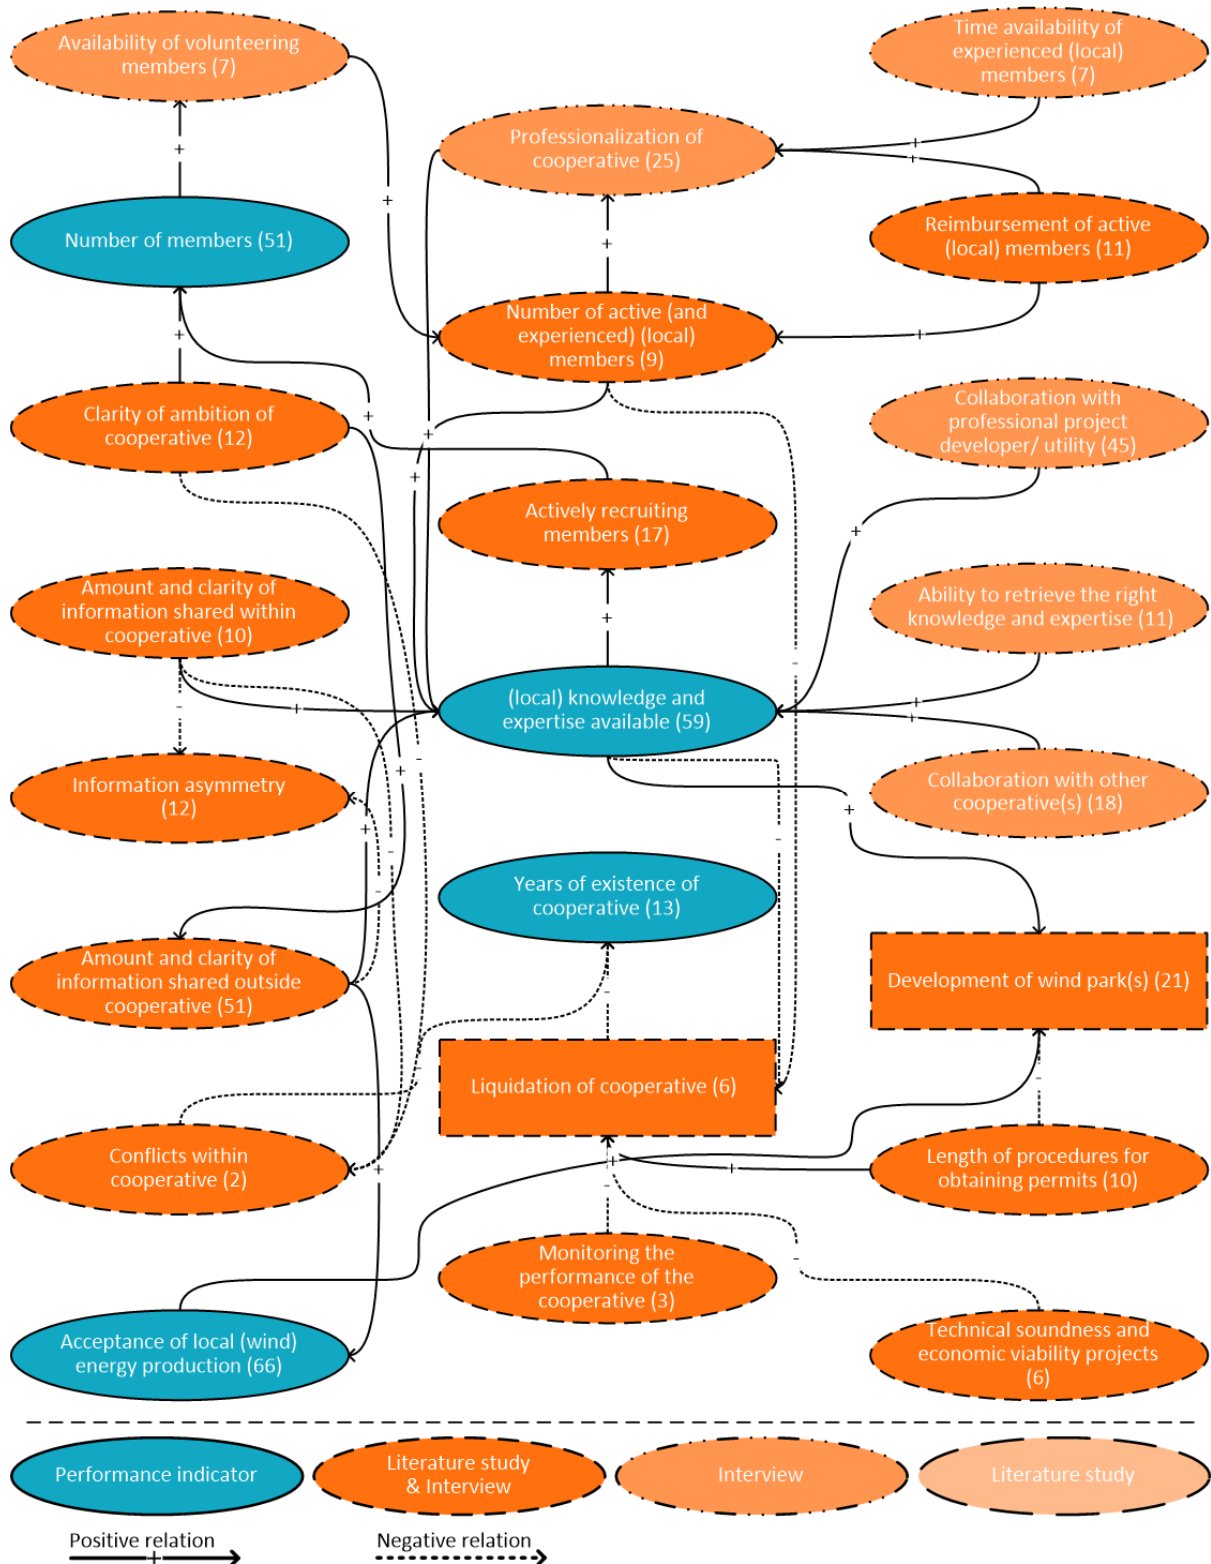 Availability of volunteering
members (7)
Time availability of
experienced (local)
members (7)
Professionalization of
cooperative (25)
Number of members (51)
Reimbursement of active
(local) members (11)
Number of active (and
experienced) (local)
members (9)
Clarity of ambition of
cooperative (12)
Collaboration with
professional project
developer/ utility (45)
Actively recruiting
members (17)
Amount and clarity of
information shared within
cooperative (10)
Ability to retrieve the right
knowledge and expertise (11)
(local) knowledge and
expertise available (59)
Information asymmetry
(12)
Collaboration with other
cooperative(s) (18)
Years of existence of
cooperative (13)
Amount and clarity of
information shared outside
cooperative (51)
Development of wind park(s) (21)
Liquidation of cooperative (6)
Conflicts within
cooperative (2)
Length of procedures for
obtaining permits (10)
Monitoring the
performance of the
cooperative (3)
Acceptance of local (wind)
energy production (66)
Technical soundness and
economic viability projects
(6)
Performance indicator
Literature study
& Interview
Interview
Literature study
Positive relation
Negative relation